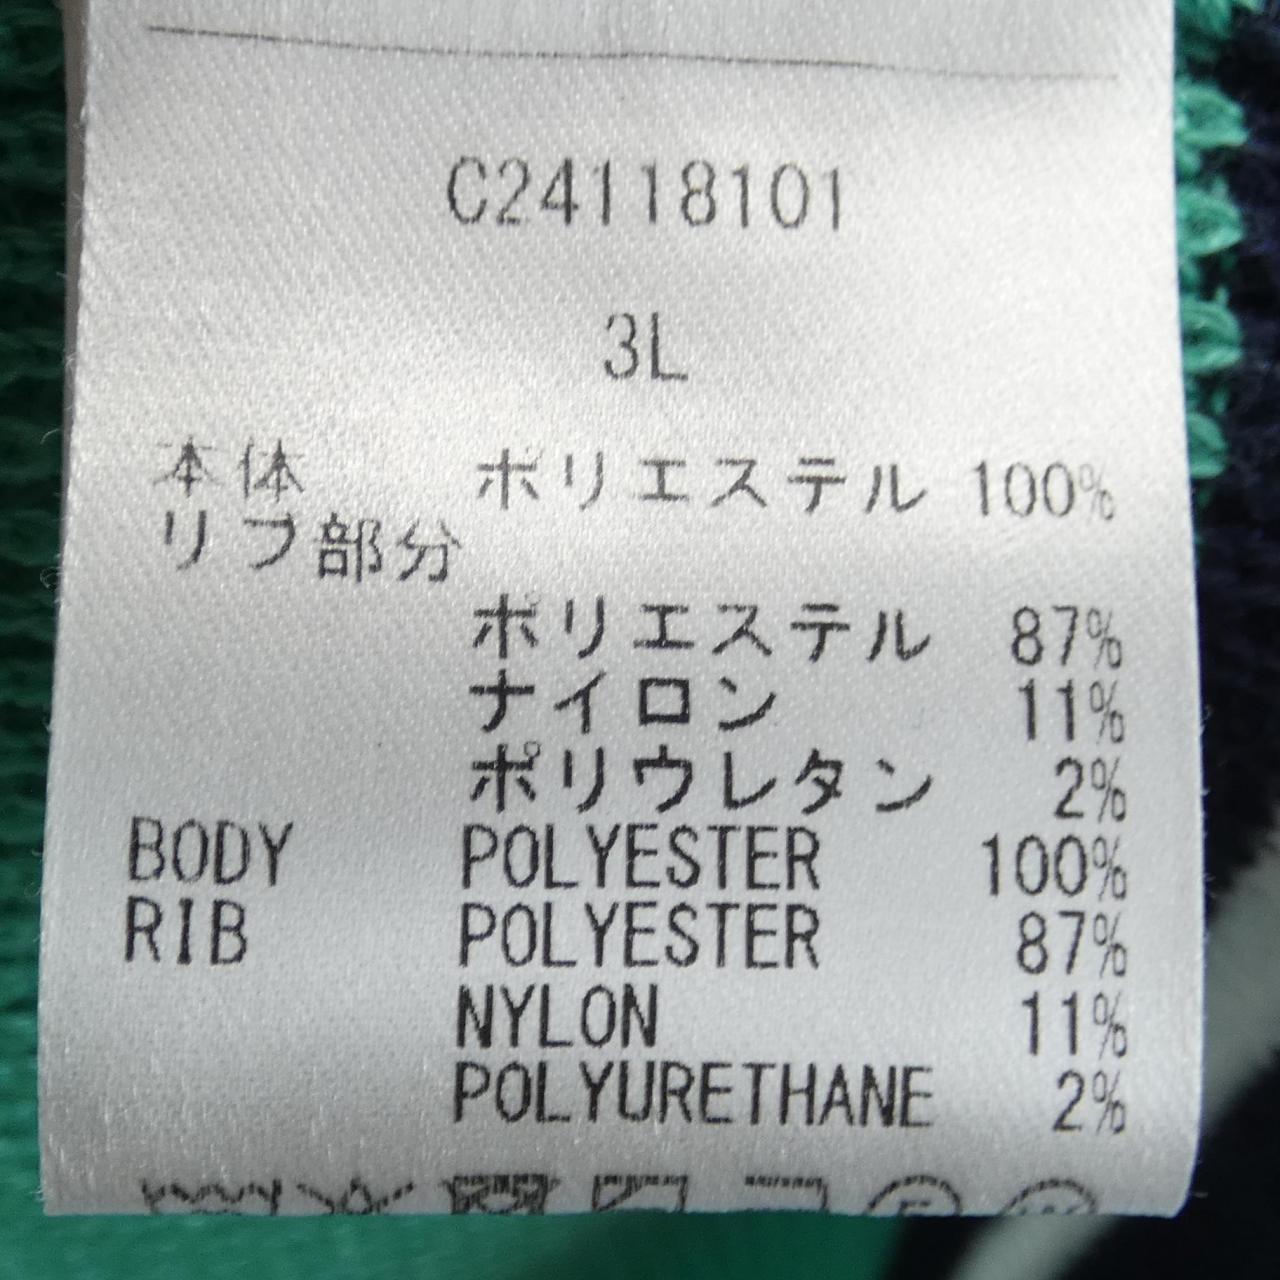 C24118101
3L
本体 ポリエステル 100%
リブ部分
ポリエステル 87%
ナイロン 11%
ポリウレタン 2%
BODY POLYESTER 100%
RIB POLYESTER 87%
NYLON 11%
POLYURETHANE 2%